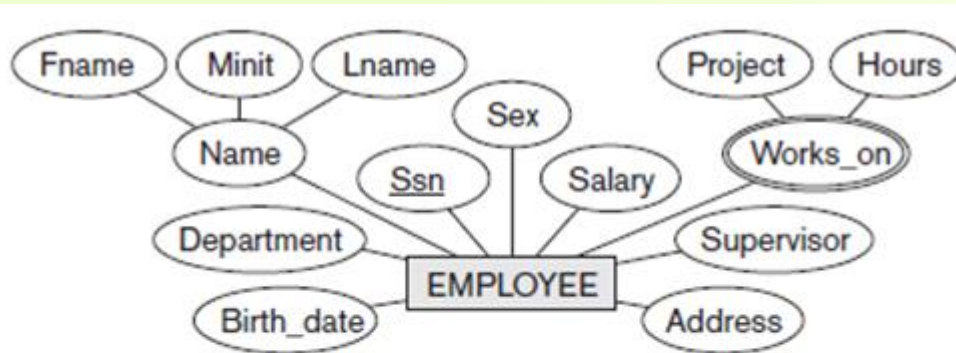 Fname Minit Lname Project Hours
Sex
Name Ssn Salary Works_on
Department Supervisor
EMPLOYEE
Birth_date Address